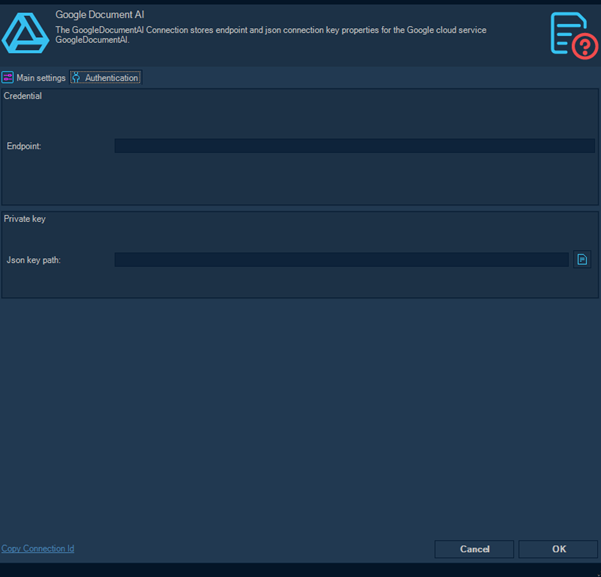 Google Document AI
The GoogleDocumentAI Connection stores endpoint and json connection key properties for the Google cloud service
GoogleDocumentAI.
Main settings
Authentication
Credential
Endpoint:
Private key
Json key path:
Copy Connection Id
Cancel
OK